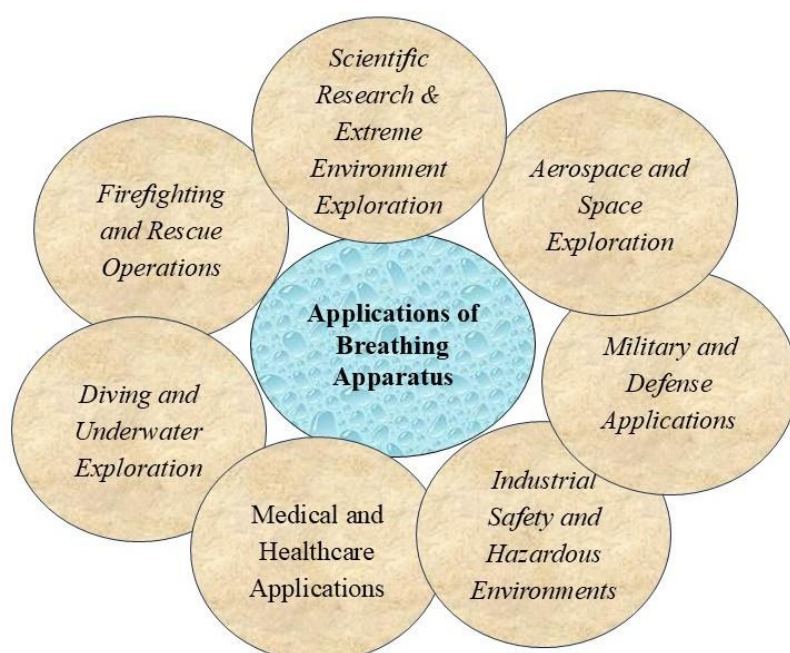 Scientific
Research &
Extreme
Environment
Exploration
Aerospace and
Space
Exploration
Military and
Defense
Applications
Industrial
Safety and
Hazardous
Environments
Medical and
Healthcare
Applications
Diving and
Underwater
Exploration
Firefighting
and Rescue
Operations
Applications of
Breathing
Apparatus